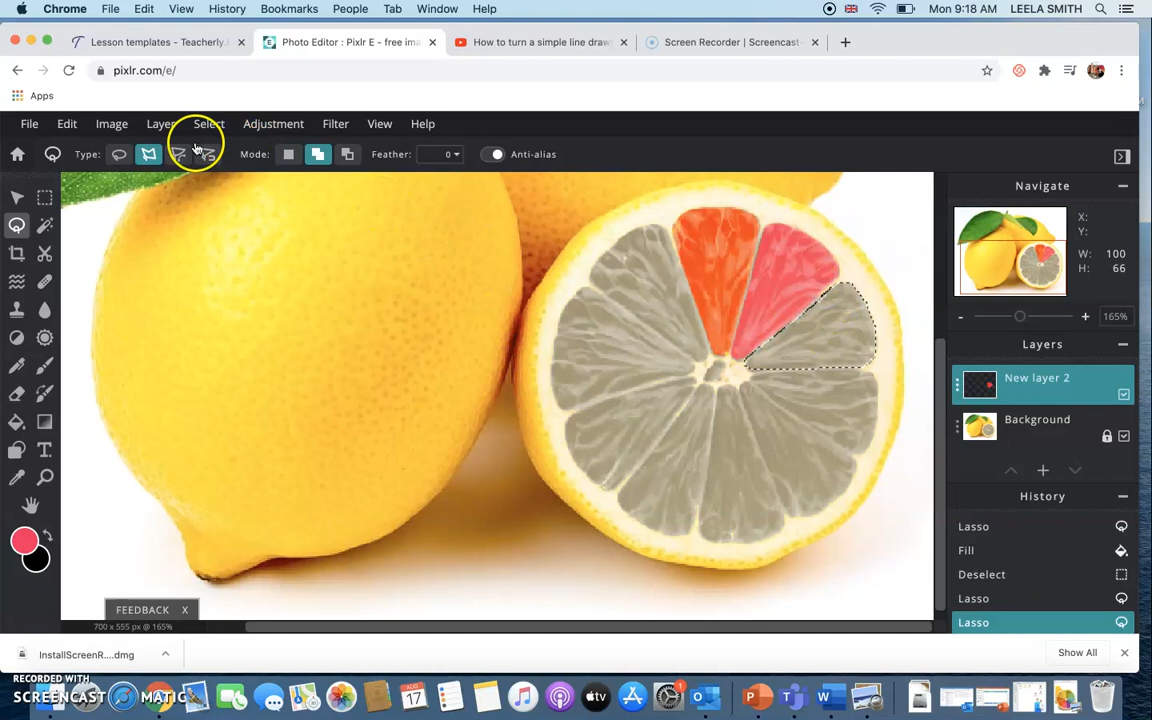 Chrome File Edit View History Bookmarks People Tab Window Help Mon 9:18 AM LEELA SMITH
Lesson templates - Teacherly.i Photo Editor : Pixlr E - free ima How to turn a simple line draw Screen Recorder | Screencast-
pixlr.com/e/
Apps
File Edit Image Layer Select Adjustment Filter View Help
Type: Mode: Feather: 0 Anti-alias
Navigate
X:
Y:
W: 100
H: 66
165%
Layers
New layer 2
Background
History
Lasso
Fill
Deselect
Lasso
Lasso
FEEDBACK X
700 x 555 px @ 165%
InstallScreenR....dmg Show All
RECORDED WITH
SCREENCAST MATIC
AUG
17
tv
1